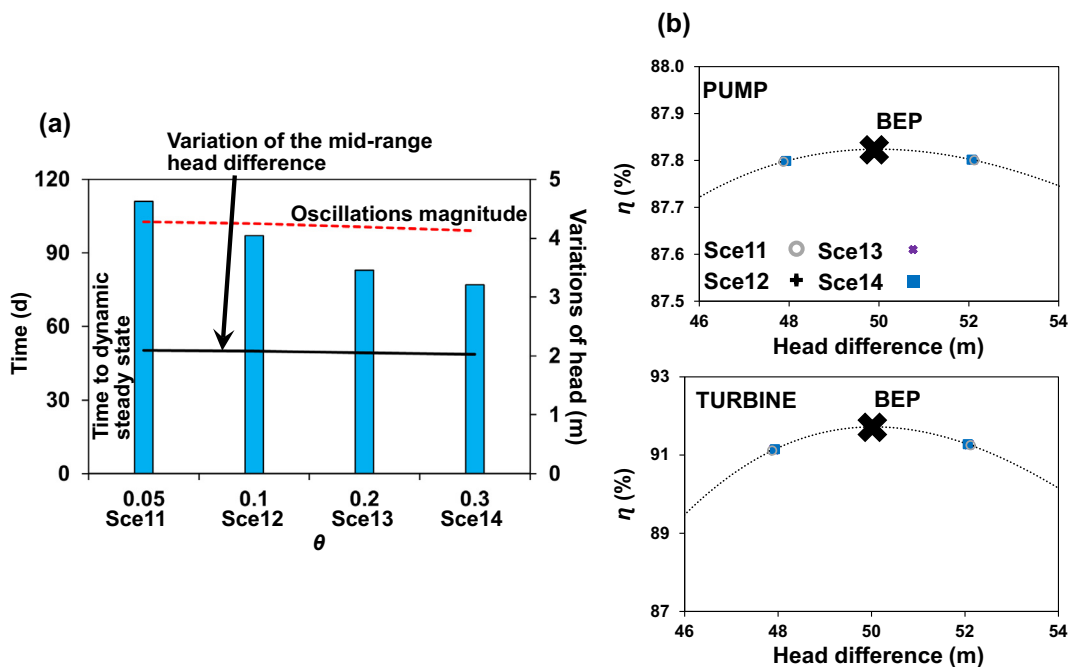 (a)
Variation of the mid-range
head difference
120
90
60
30
0
Time (d)
Time to dynamic
steady state
Oscillations magnitude
5
4
3
2
1
0
Variations of head (m)
0.05
0.1
0.2
0.3
Sce11
Sce12
Sce13
Sce14
θ
(b)
88.0
87.9
87.8
87.7
87.6
87.5
η (%)
PUMP
BEP
Sce11
Sce13
Sce12
Sce14
46
48
50
52
54
Head difference (m)
93
91
89
87
η (%)
TURBINE
BEP
46
48
50
52
54
Head difference (m)